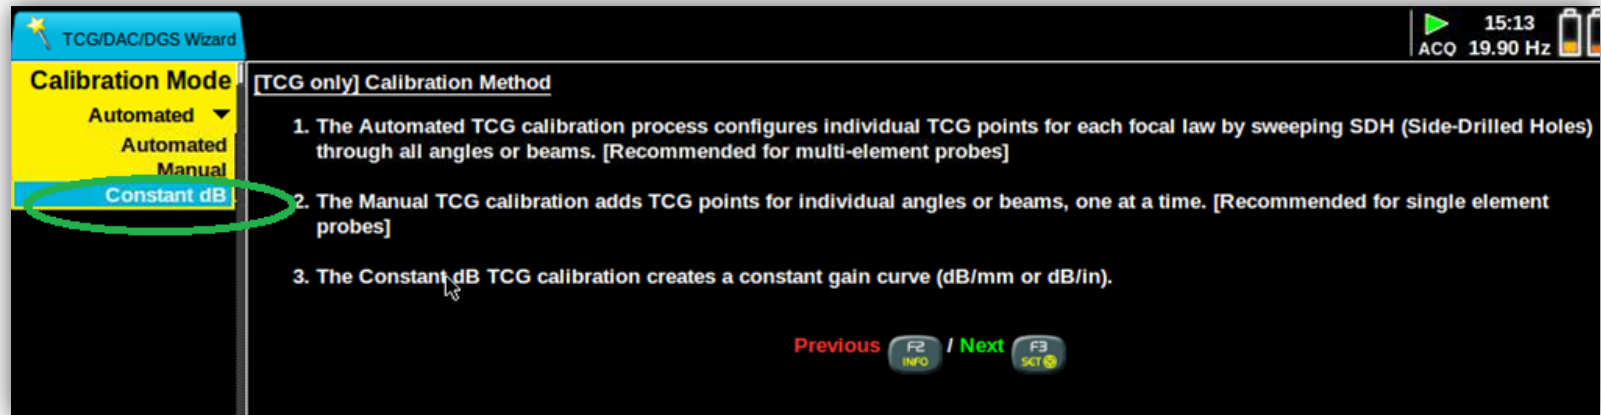 TCG/DAC/DGS Wizard
15:13
ACQ 19.90 Hz
Calibration Mode
Automated
Automated
Manual
Constant dB
[TCG only] Calibration Method
1. The Automated TCG calibration process configures individual TCG points for each focal law by sweeping SDH (Side-Drilled Holes)
through all angles or beams. [Recommended for multi-element probes]
2. The Manual TCG calibration adds TCG points for individual angles or beams, one at a time. [Recommended for single element
probes]
3. The Constant dB TCG calibration creates a constant gain curve (dB/mm or dB/in).
Previous F2 INFO / Next F3 SET